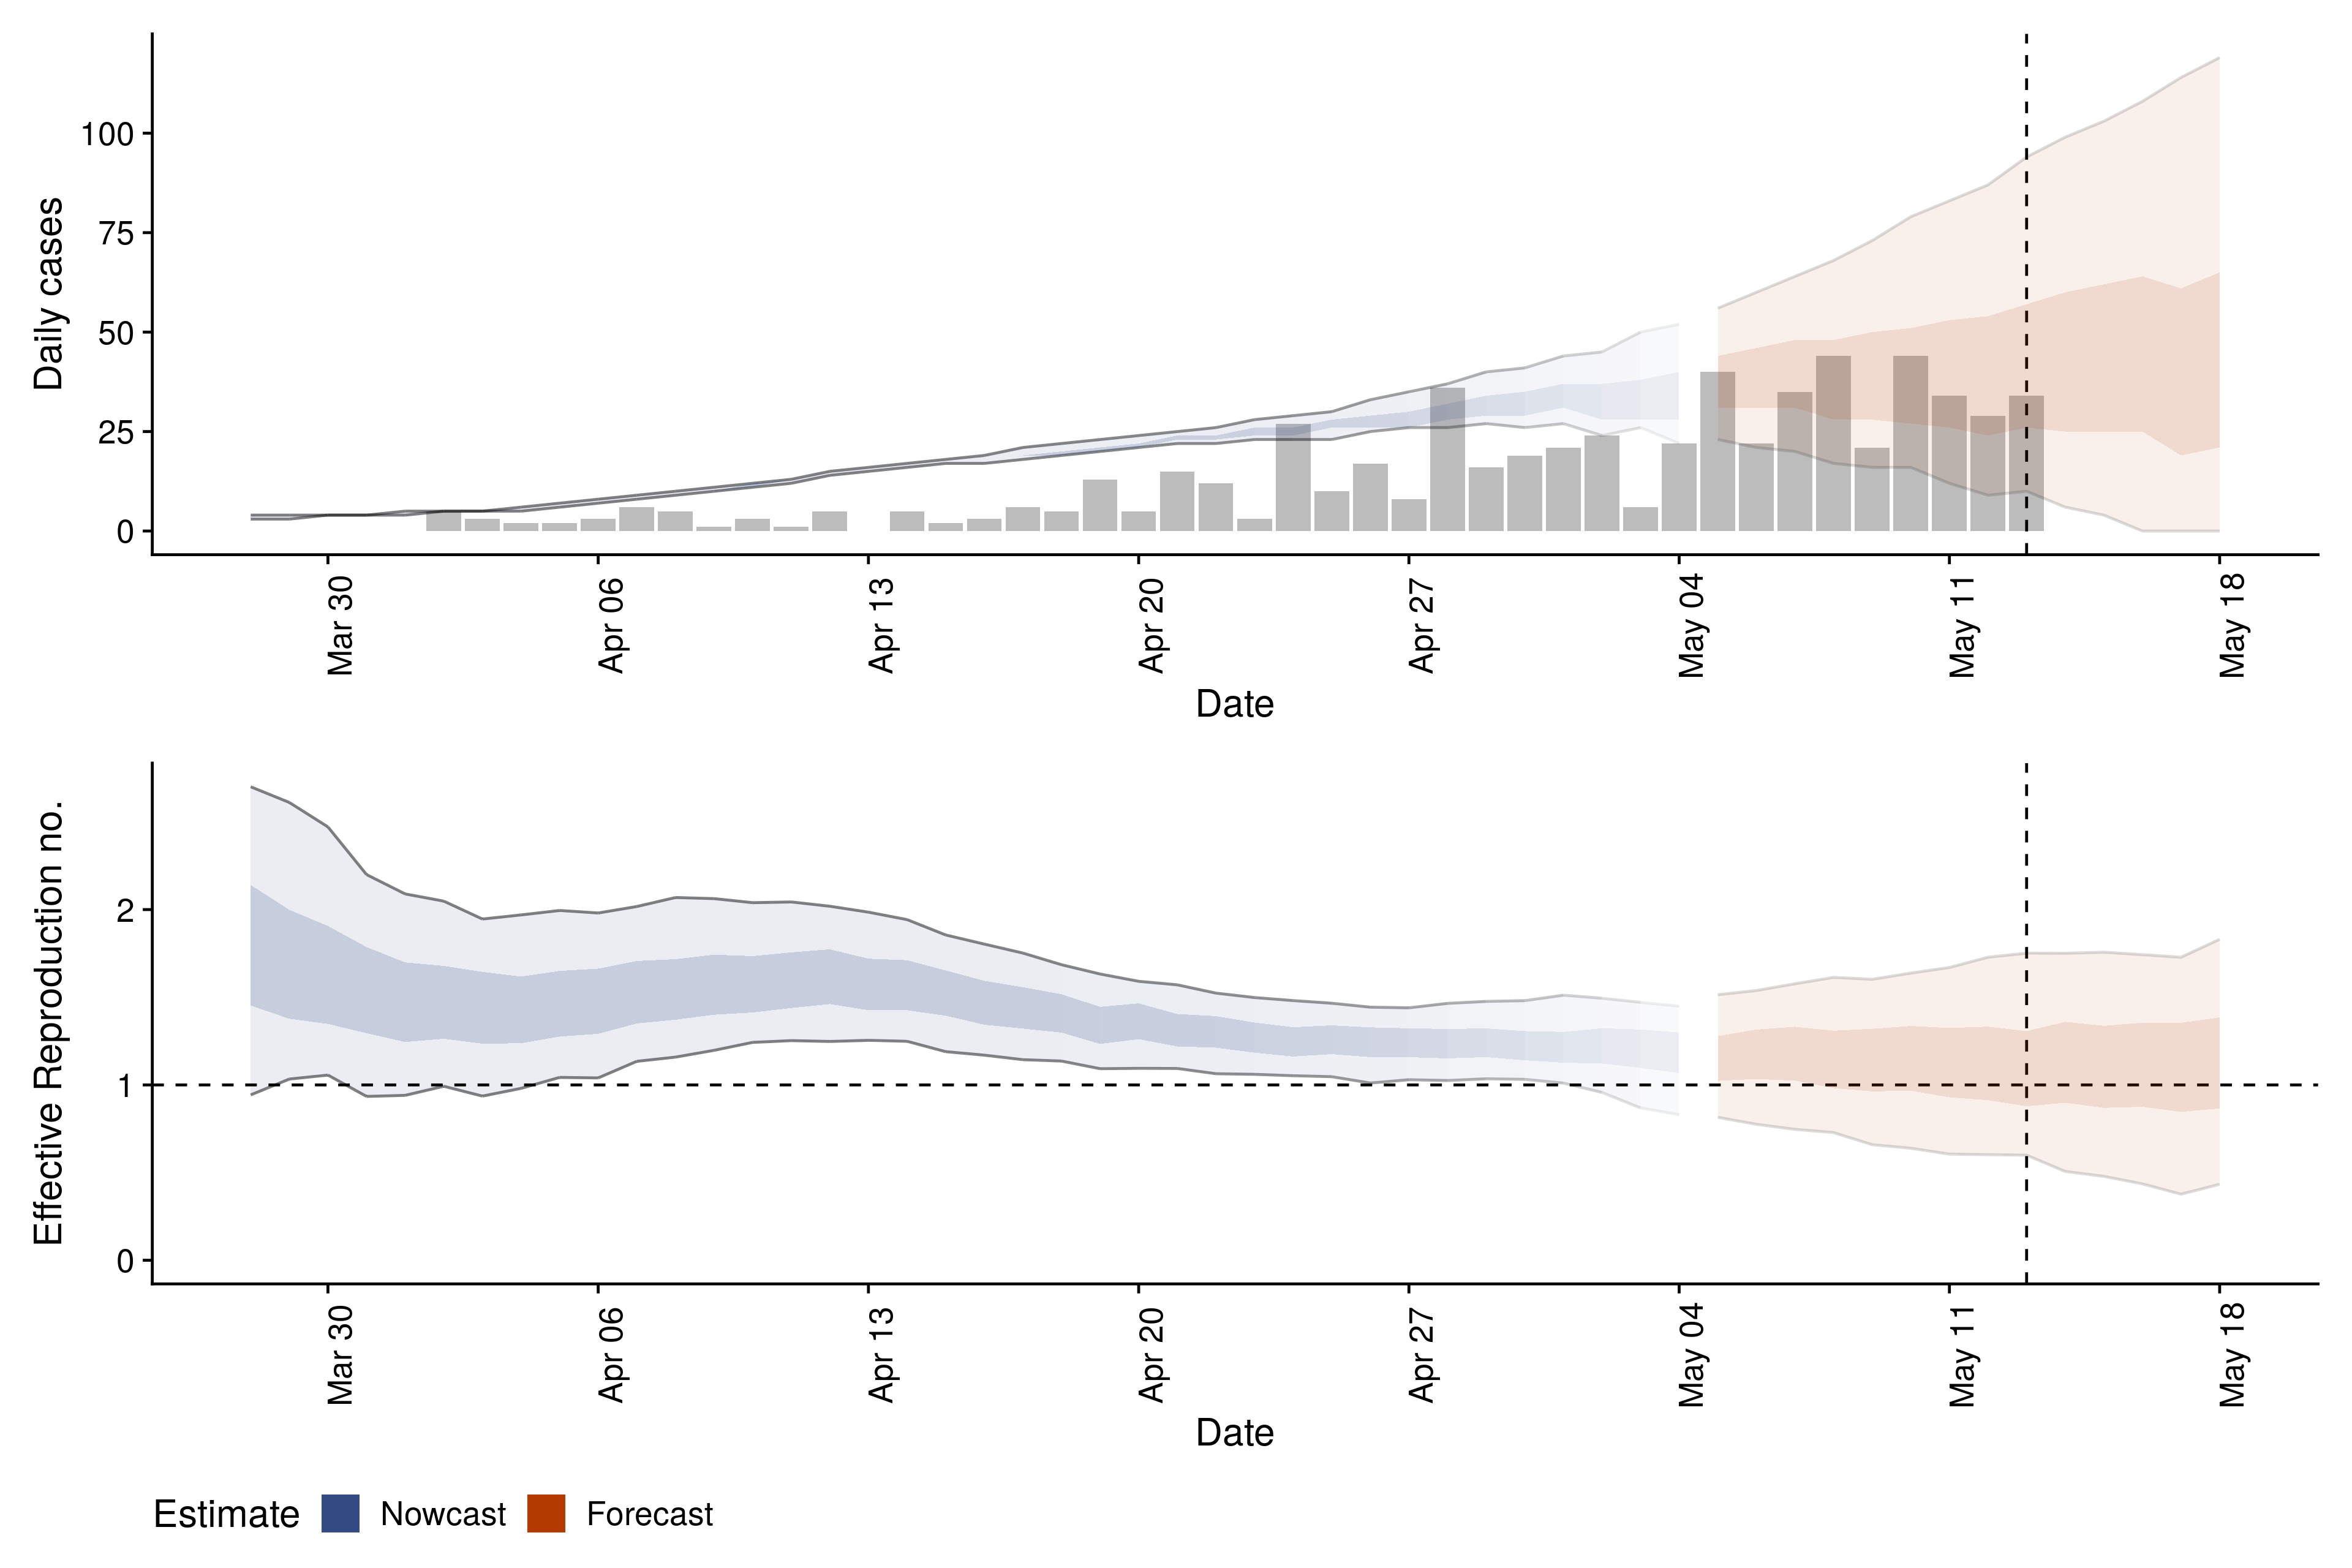 Daily cases
100
75
50
25
0
Mar 30
Apr 06
Apr 13
Apr 20
Apr 27
May 04
May 11
May 18
Date
Effective Reproduction no.
2
1
0
Mar 30
Apr 06
Apr 13
Apr 20
Apr 27
May 04
May 11
May 18
Date
Estimate Nowcast Forecast